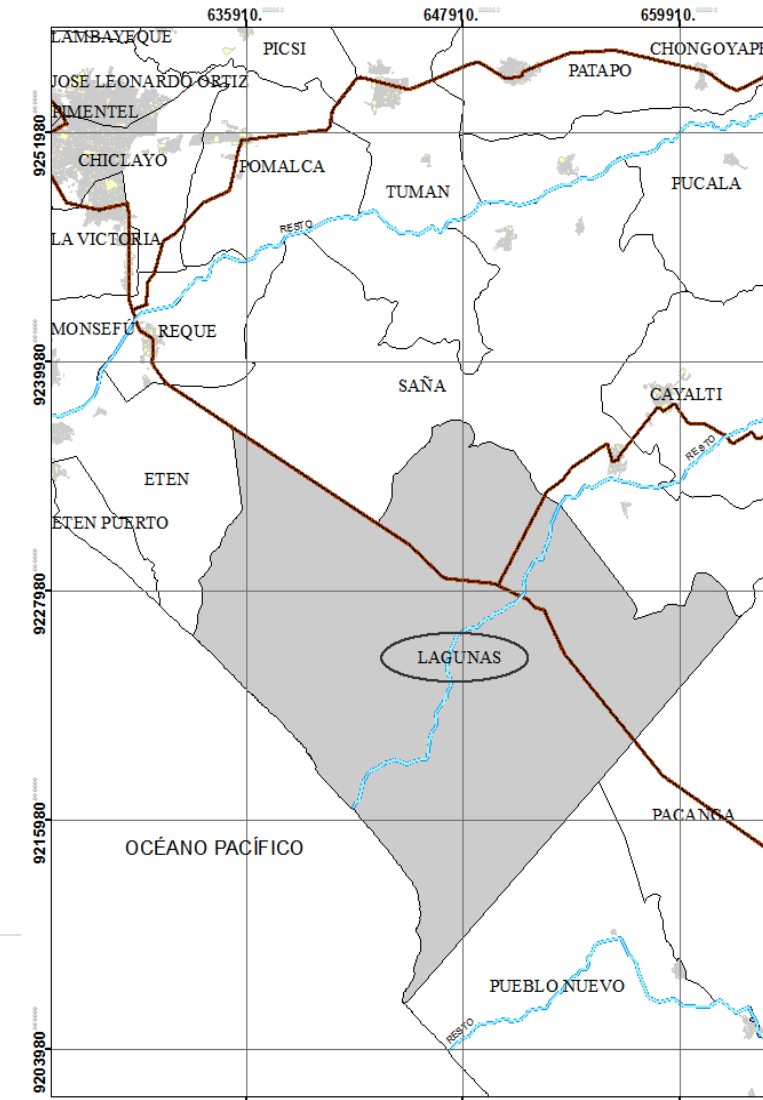 635910.
647910.
659910.
LAMBAYEQUE
PICSI
CHONGOYAPE
JOSE LEONARDO ORTIZ
PATAPO
PIMENTEL
9251980
CHICLAYO
POMALCA
TUMAN
PUCALA
RESTO
LA VICTORIA
MONSEFU
REQUE
9239980
SAÑA
CAYALTI
RESTO
ETEN
ETEN PUERTO
9227980
LAGUNAS
9215980
PACANGA
OCÉANO PACÍFICO
PUEBLO NUEVO
RESTO
9203980